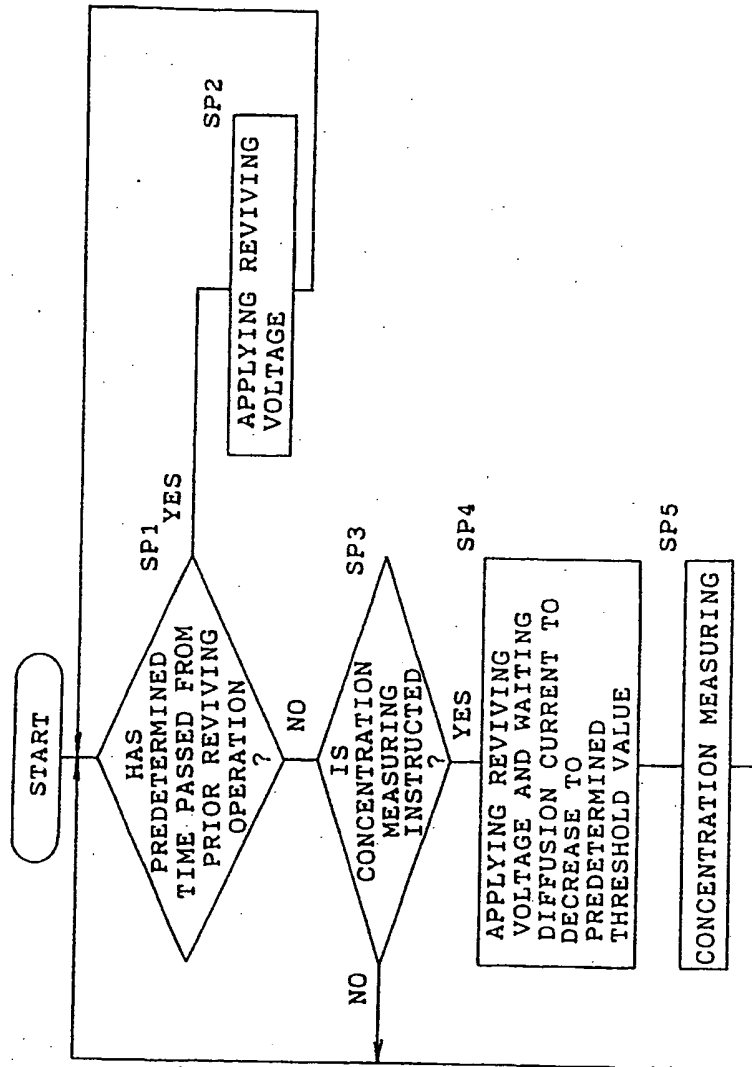 START
HAS
PREDETERMINED
TIME PASSED FROM
PRIOR REVIVING
OPERATION
?
SP1
YES
SP2
APPLYING REVIVING
VOLTAGE
NO
SP3
IS
CONCENTRATION
MEASURING
INSTRUCTED
?
NO
YES
SP4
APPLYING REVIVING
VOLTAGE AND WAITING
DIFFUSION CURRENT TO
DECREASE TO
PREDETERMINED
THRESHOLD VALUE
SP5
CONCENTRATION MEASURING